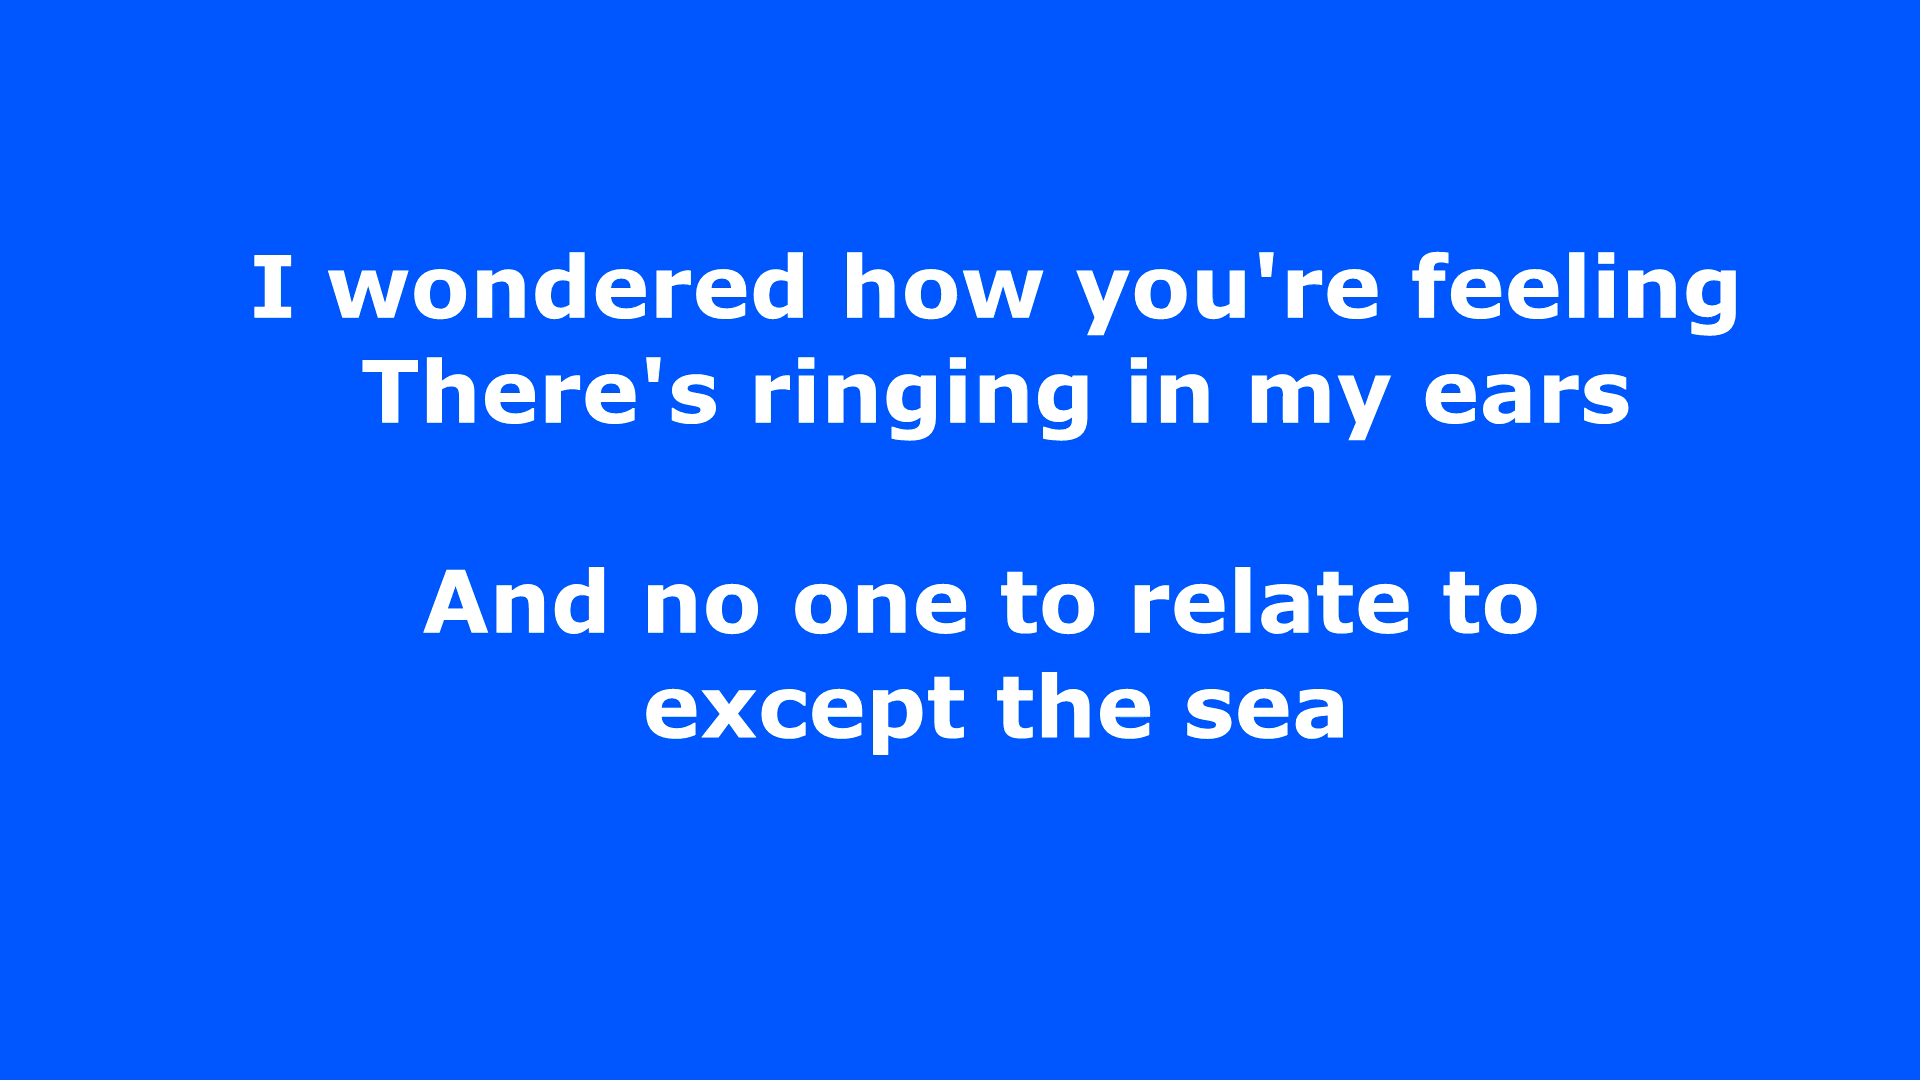 I wondered how you're feeling
There's ringing in my ears
And no one to relate to
except the sea